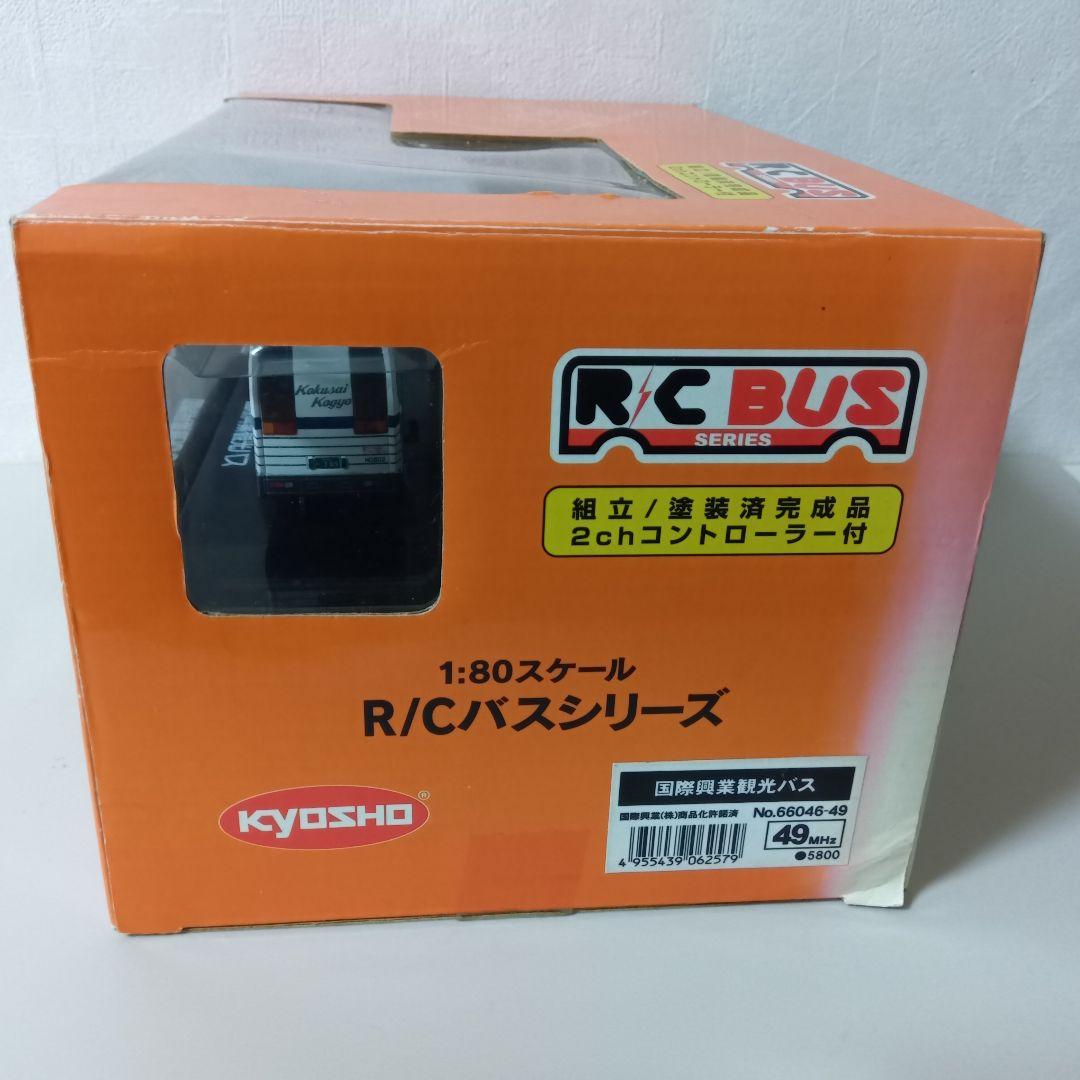 R/C BUS
Kokusai
Kogyo
R/C BUS
SERIES
組立/塗装済完成品
2chコントローラー付
1:80スケール
R/Cバスシリーズ
KYOSHO®
国際興業観光バス
国際興業(株)商品化許諾済 No.66046-49
49MHz
4 955439 062579 ●5800